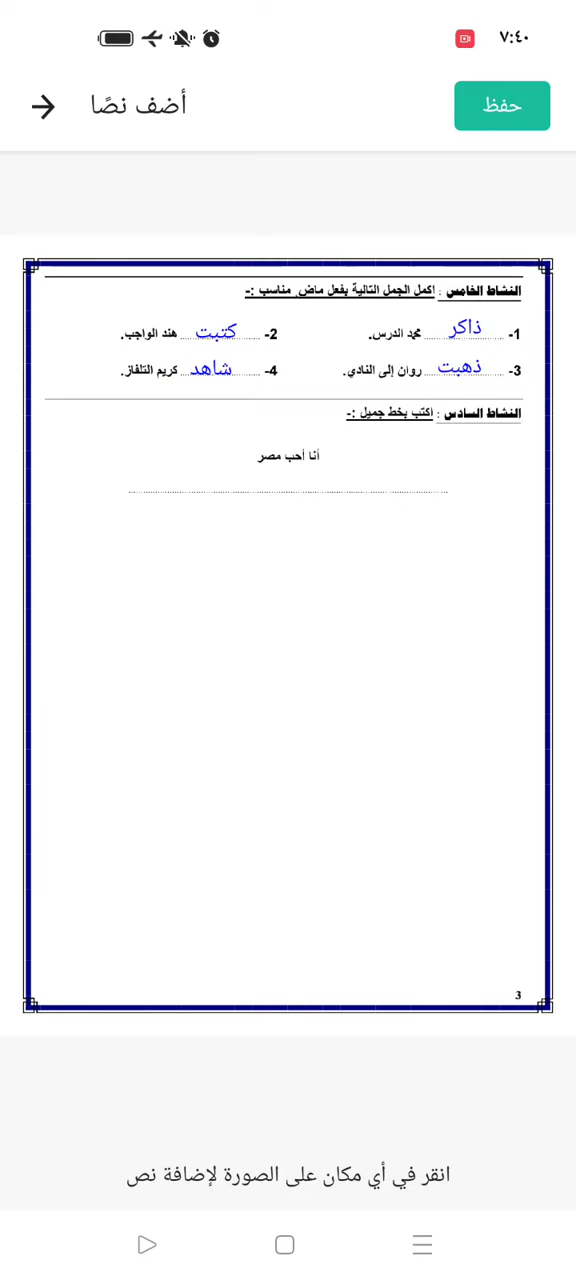 ٧:٤٠
أضف نصًا
حفظ
النشاط الخامس : اكمل الجمل التالية بفعل ماض مناسب :-
1- ذاكر محمد الدرس.
2- كتبت هند الواجب.
3- ذهبت روان إلى النادي.
4- شاهد كريم التلفاز.
النشاط السادس : اكتب بخط جميل :-
أنا أحب مصر
3
انقر في أي مكان على الصورة لإضافة نص